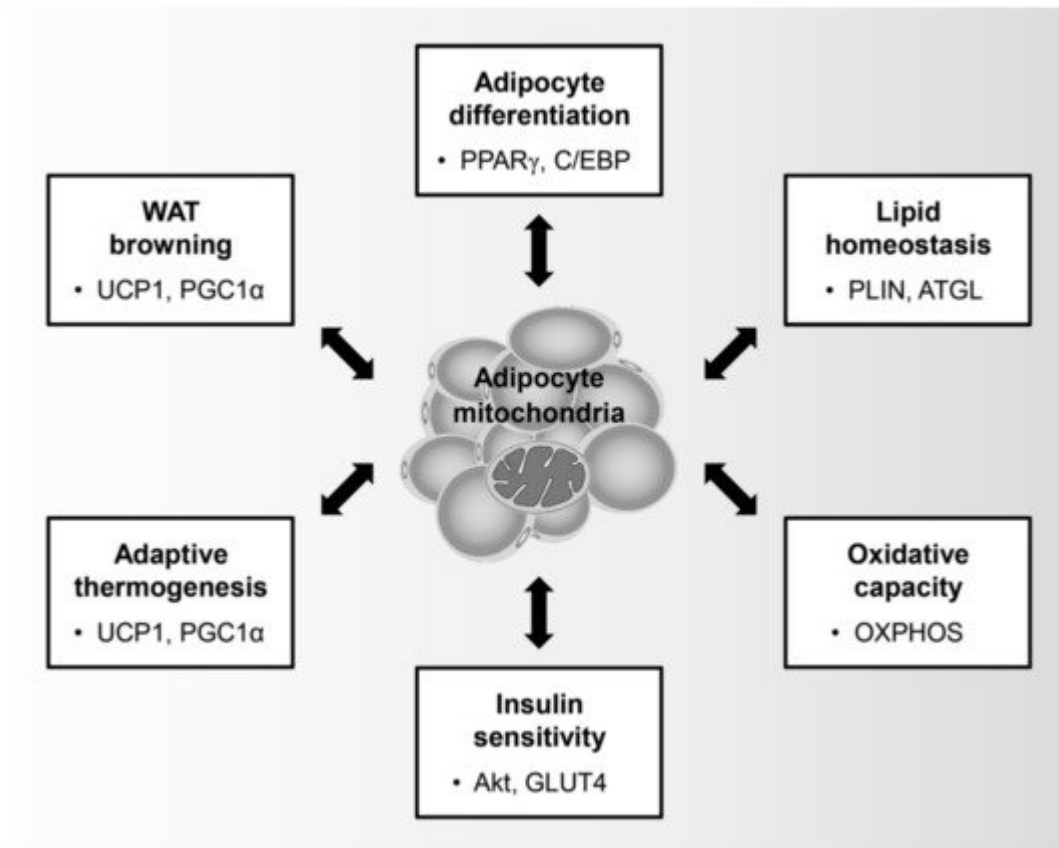 Adipocyte
differentiation
• PPARγ, C/EBP
WAT
browning
• UCP1, PGC1α
Lipid
homeostasis
• PLIN, ATGL
Adipocyte
mitochondria
Adaptive
thermogenesis
• UCP1, PGC1α
Oxidative
capacity
• OXPHOS
Insulin
sensitivity
• Akt, GLUT4